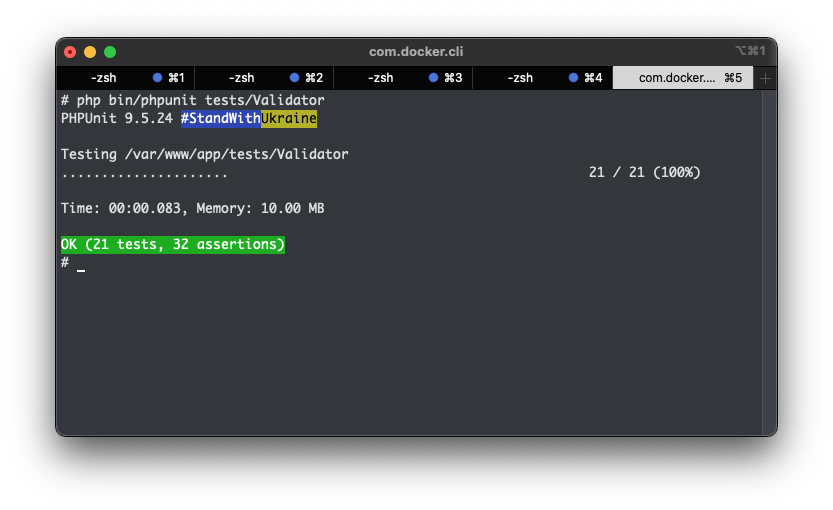 com.docker.cli ⌥⌘1
-zsh ⌘1 -zsh ⌘2 -zsh ⌘3 -zsh ⌘4 com.docker.... ⌘5 +
# php bin/phpunit tests/Validator
PHPUnit 9.5.24 #StandWithUkraine
Testing /var/www/app/tests/Validator
..................... 21 / 21 (100%)
Time: 00:00.083, Memory: 10.00 MB
OK (21 tests, 32 assertions)
# _